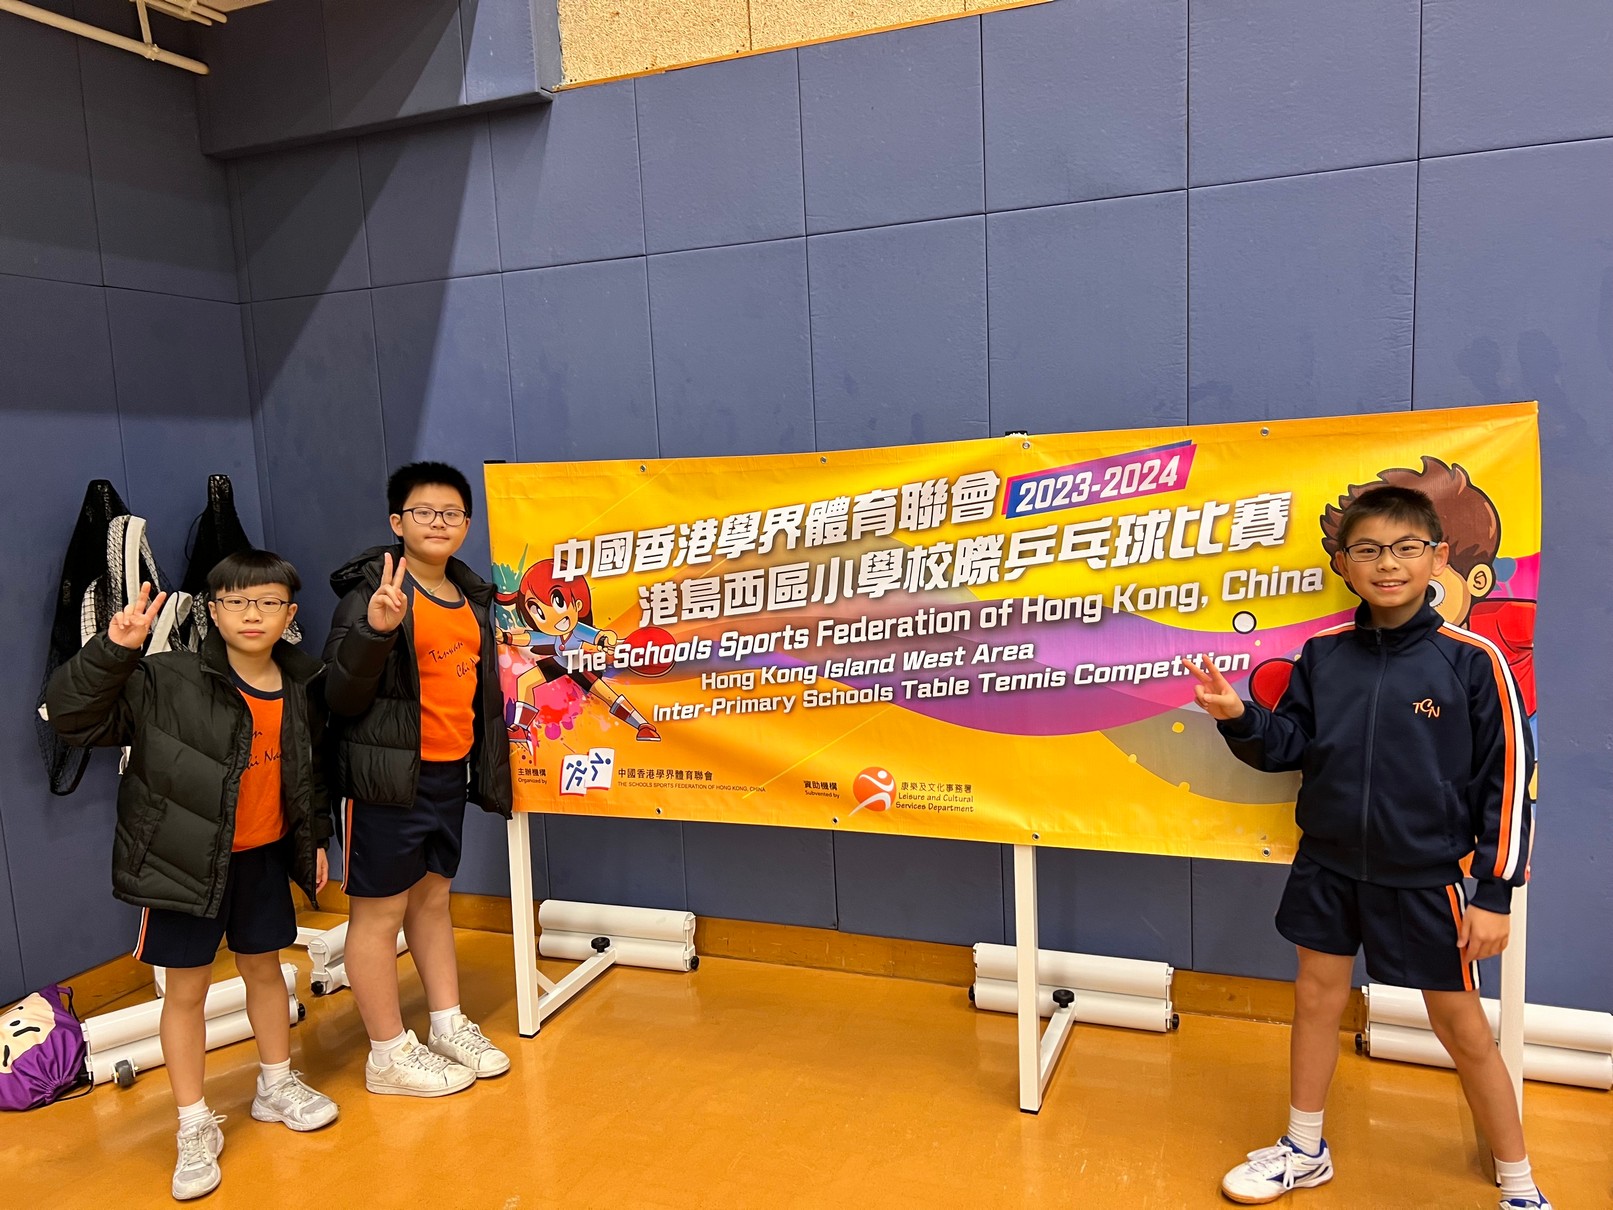 中國香港學界體育聯會 2023-2024
港島西區小學校際乒乓球比賽
The Schools Sports Federation of Hong Kong, China
Hong Kong Island West Area
Inter-Primary Schools Table Tennis Competition
主辦機構
Organized by
中國香港學界體育聯會
THE SCHOOLS SPORTS FEDERATION OF HONG KONG, CHINA
資助機構
Subvented by
康樂及文化事務署
Leisure and Cultural
Services Department
Tinwan
Chi N
hi N
TCN